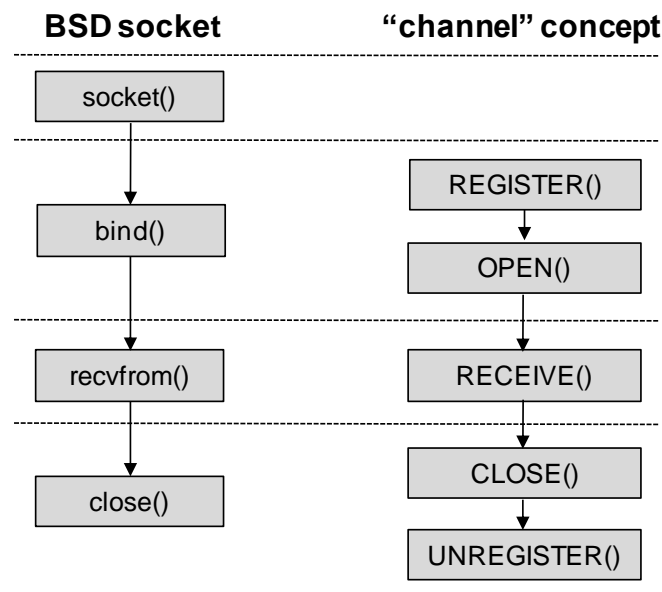 BSD socket
“channel” concept
socket()
bind()
REGISTER()
OPEN()
recvfrom()
RECEIVE()
close()
CLOSE()
UNREGISTER()